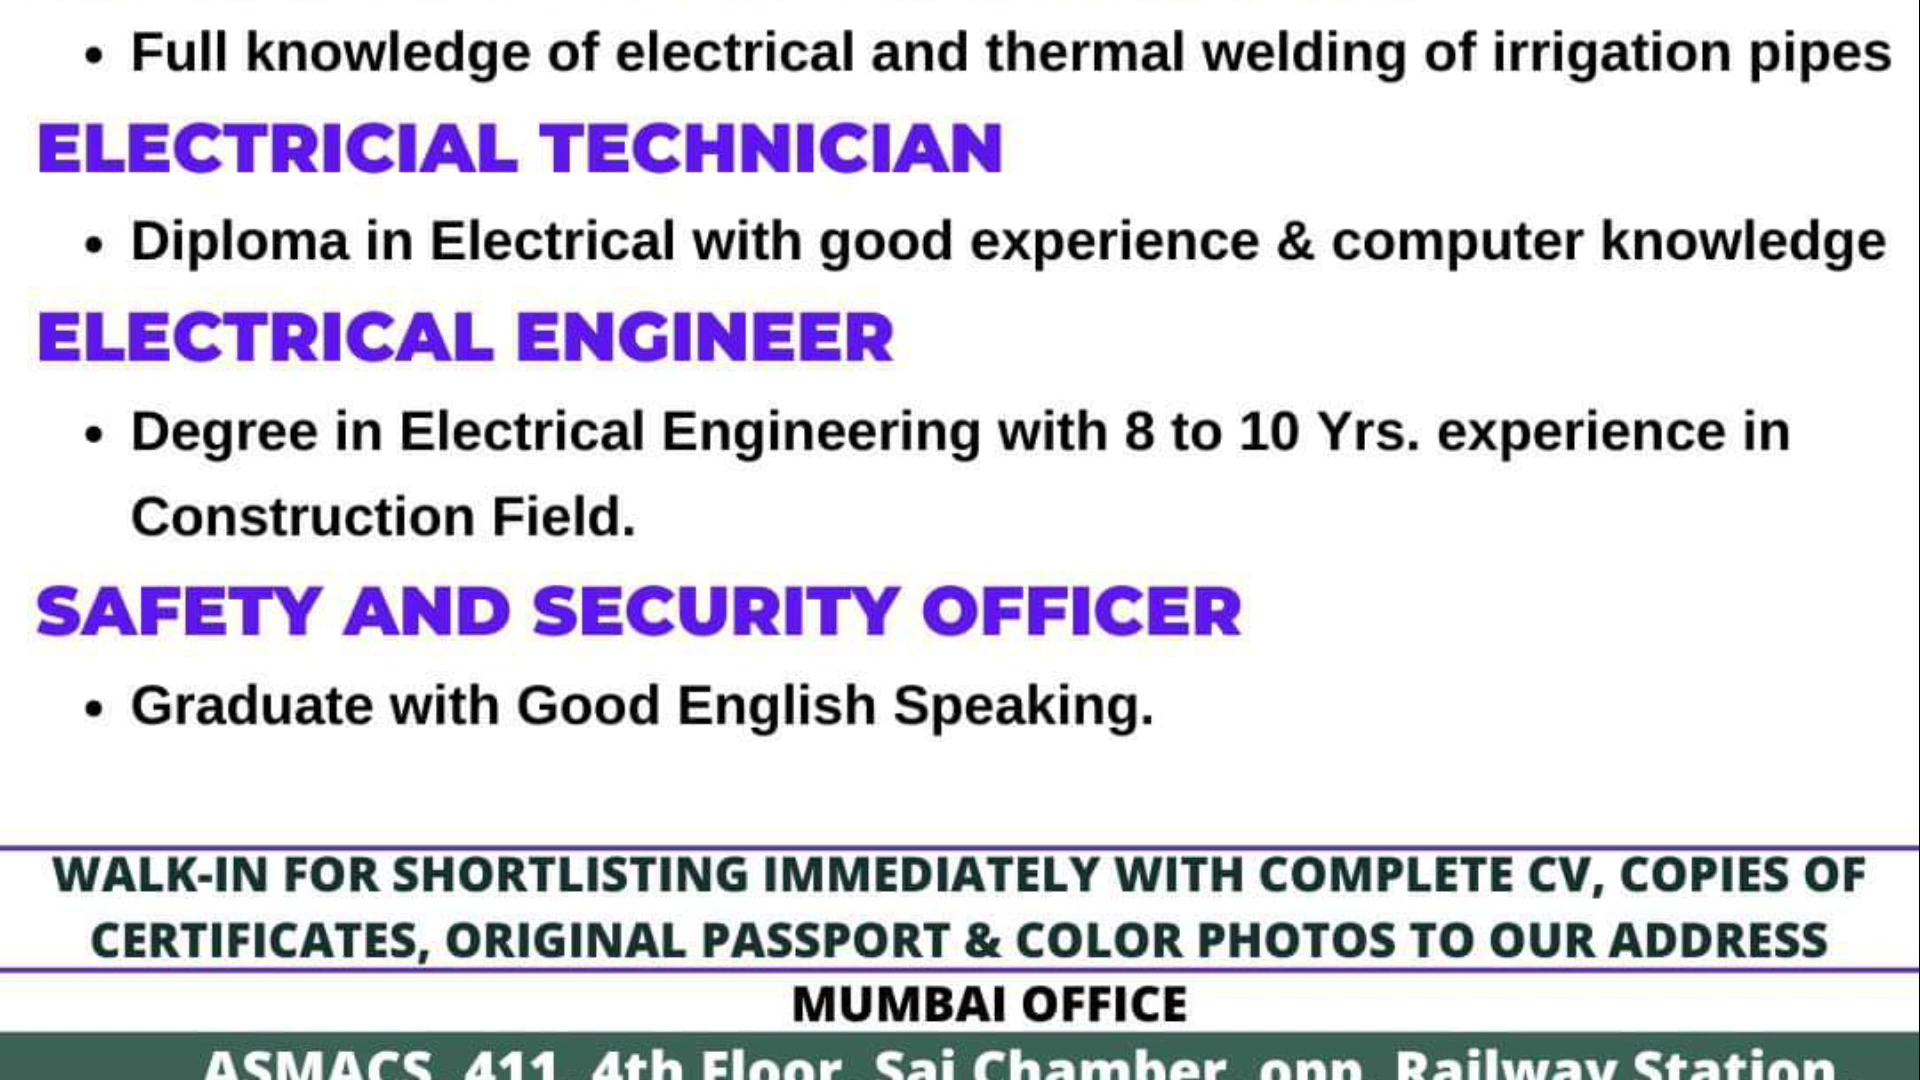 • Full knowledge of electrical and thermal welding of irrigation pipes
ELECTRICIAL TECHNICIAN
• Diploma in Electrical with good experience & computer knowledge
ELECTRICAL ENGINEER
• Degree in Electrical Engineering with 8 to 10 Yrs. experience in
Construction Field.
SAFETY AND SECURITY OFFICER
• Graduate with Good English Speaking.
WALK-IN FOR SHORTLISTING IMMEDIATELY WITH COMPLETE CV, COPIES OF
CERTIFICATES, ORIGINAL PASSPORT & COLOR PHOTOS TO OUR ADDRESS
MUMBAI OFFICE
ASMACS, 411, 4th Floor, Sai Chamber, opp. Railway Station